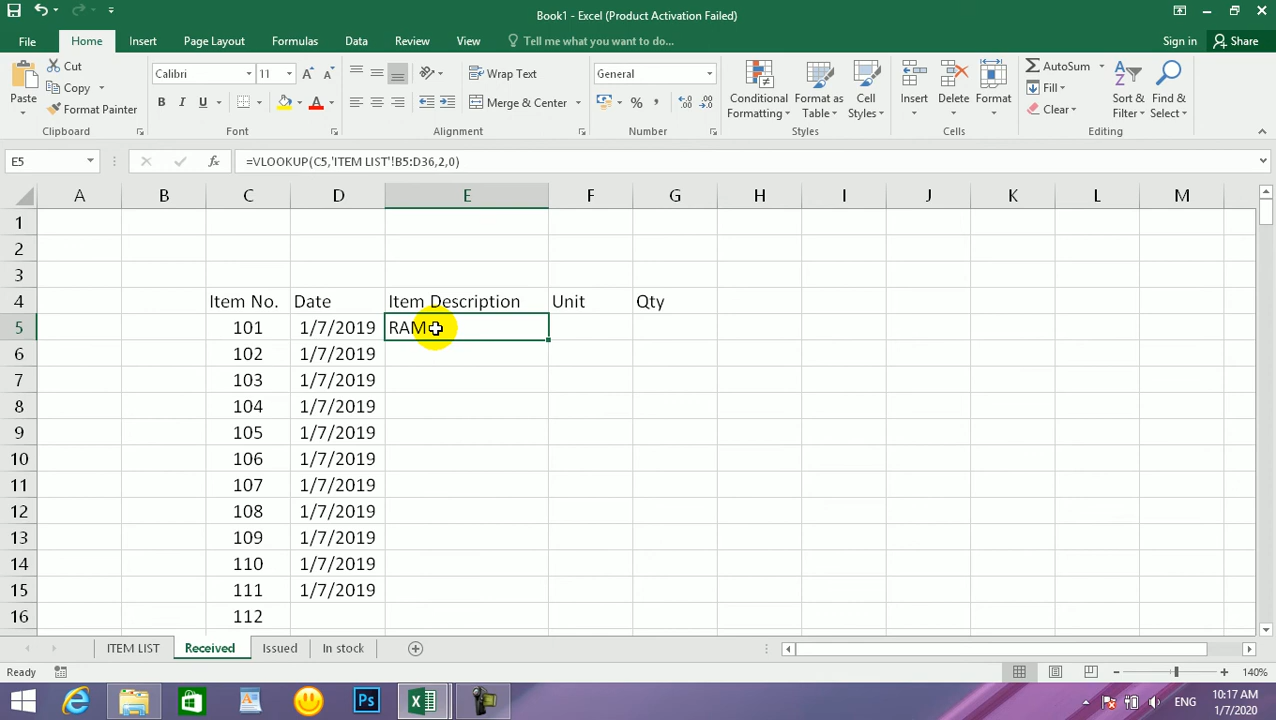 Book1 - Excel (Product Activation Failed)
File Home Insert Page Layout Formulas Data Review View Tell me what you want to do... Sign in Share
Cut
Copy
Format Painter
Paste
Clipboard
Calibri 11
B I U
Font
Wrap Text
Merge & Center
Alignment
General
% ,
Number
Conditional Formatting
Format as Table
Cell Styles
Styles
Insert Delete Format
Cells
AutoSum
Fill
Clear
Sort & Filter
Find & Select
Editing
E5 fx =VLOOKUP(C5,'ITEM LIST'!B5:D36,2,0)
A B C D E F G H I J K L M
1
2
3
4 Item No. Date Item Description Unit Qty
5 101 1/7/2019 RAM
6 102 1/7/2019
7 103 1/7/2019
8 104 1/7/2019
9 105 1/7/2019
10 106 1/7/2019
11 107 1/7/2019
12 108 1/7/2019
13 109 1/7/2019
14 110 1/7/2019
15 111 1/7/2019
16 112
ITEM LIST Received Issued In stock
Ready 140%
Ps ENG 10:17 AM
1/7/2020